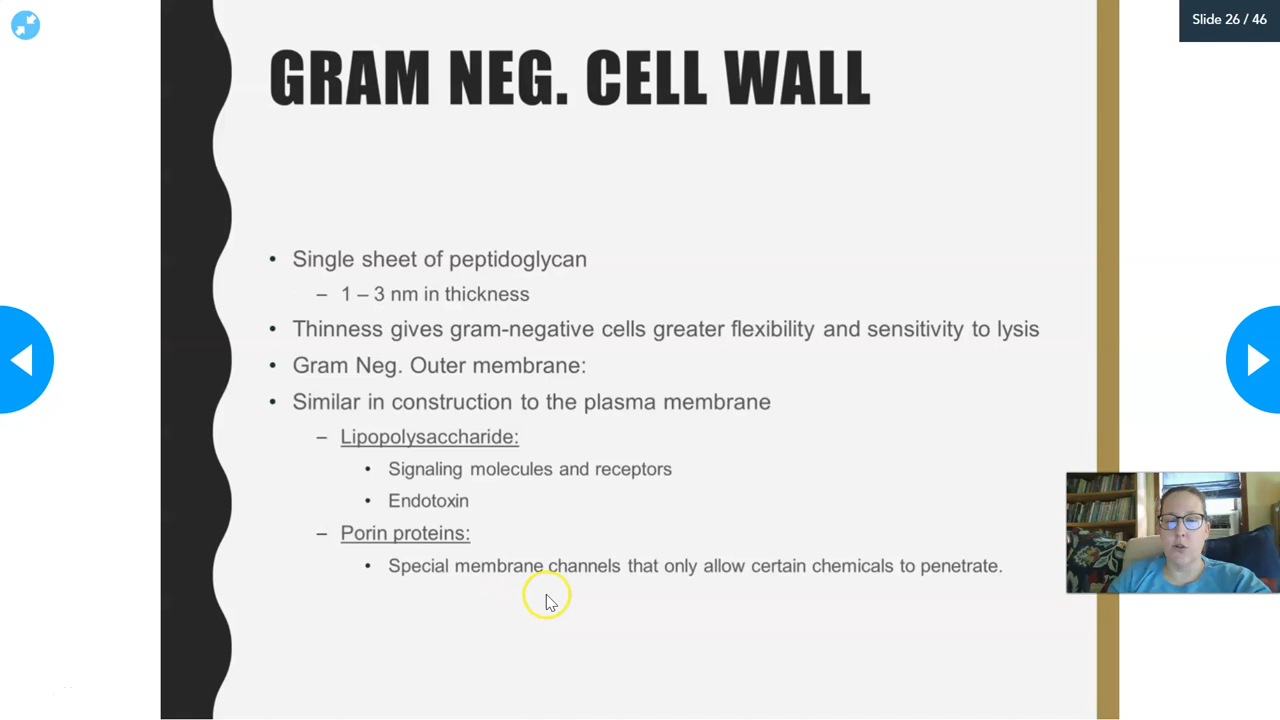 Slide 26 / 46
GRAM NEG. CELL WALL
• Single sheet of peptidoglycan
– 1 – 3 nm in thickness
• Thinness gives gram-negative cells greater flexibility and sensitivity to lysis
• Gram Neg. Outer membrane:
• Similar in construction to the plasma membrane
– Lipopolysaccharide:
• Signaling molecules and receptors
• Endotoxin
– Porin proteins:
• Special membrane channels that only allow certain chemicals to penetrate.